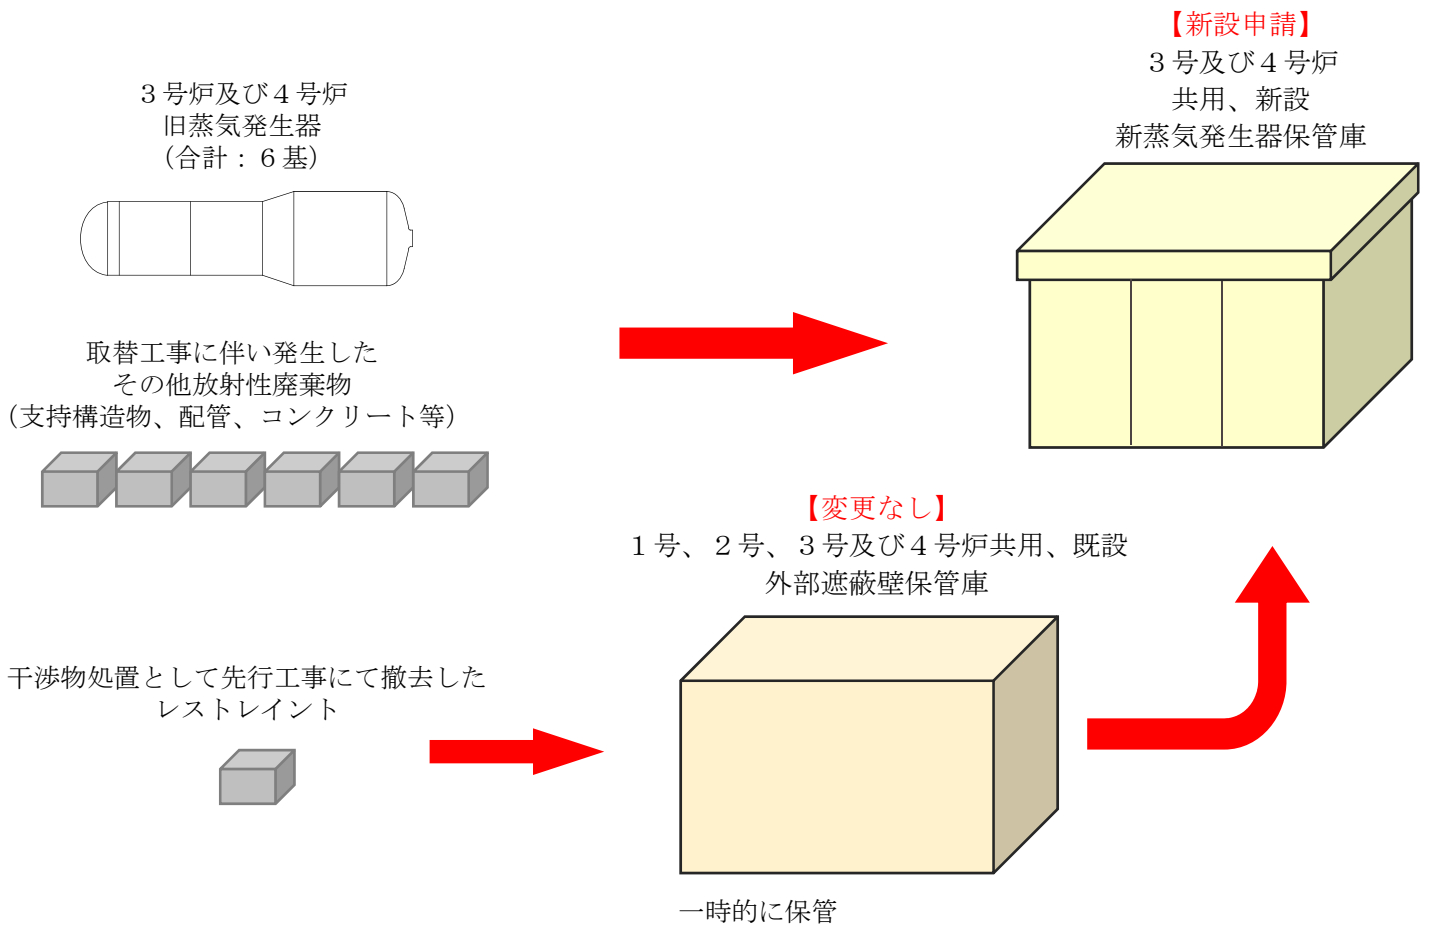 【新設申請】
３号及び４号炉
共用、新設
新蒸気発生器保管庫
３号炉及び４号炉
旧蒸気発生器
（合計：６基）
取替工事に伴い発生した
その他放射性廃棄物
（支持構造物、配管、コンクリート等）
【変更なし】
１号、２号、３号及び４号炉共用、既設
外部遮蔽壁保管庫
干渉物処置として先行工事にて撤去した
レストレイント
一時的に保管